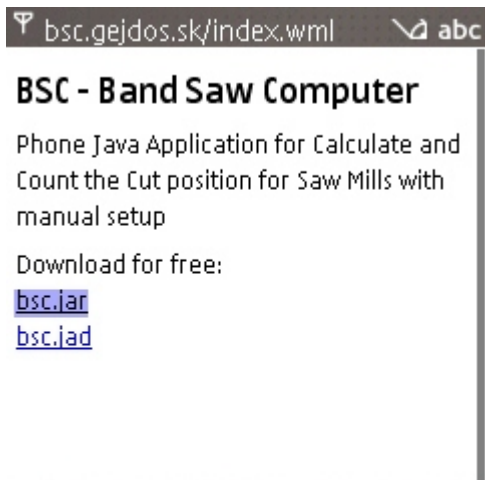 bsc.gejdos.sk/index.wml abc
BSC - Band Saw Computer
Phone Java Application for Calculate and
Count the Cut position for Saw Mills with
manual setup
Download for free:
bsc.jar
bsc.jad